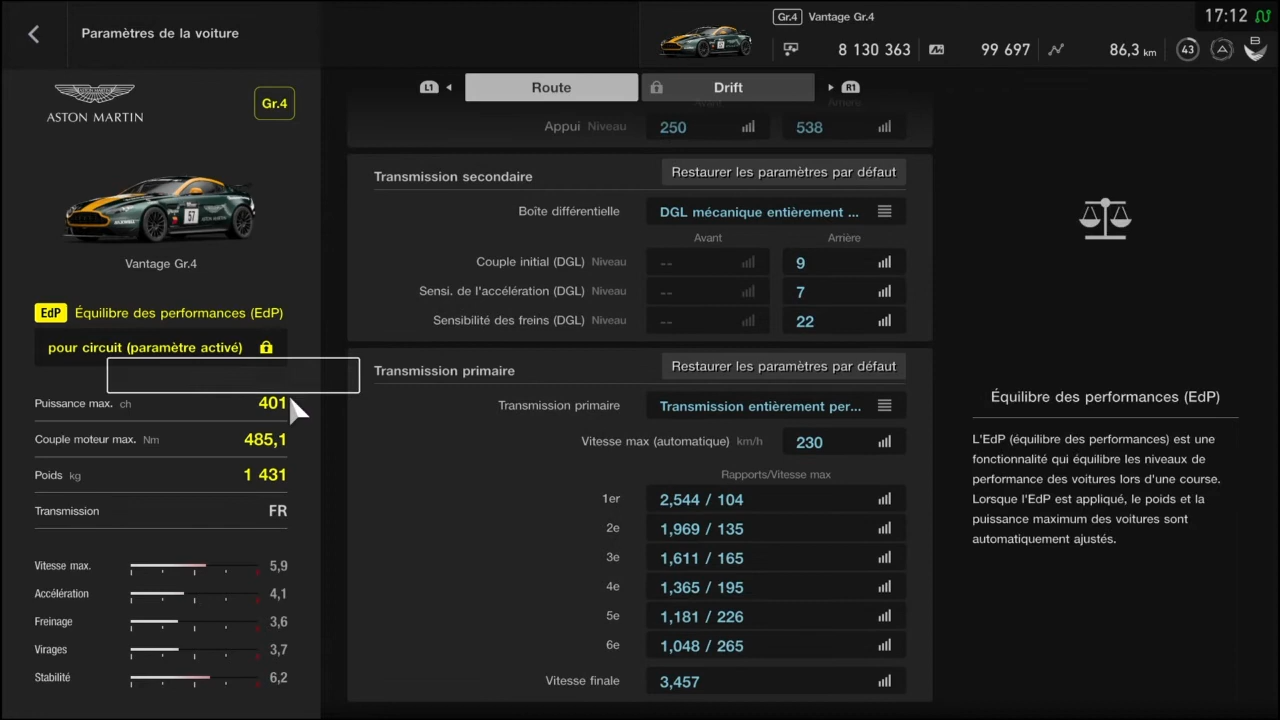 17:12
Paramètres de la voiture
Gr.4 Vantage Gr.4
8 130 363 99 697 86,3 km 43 A B
ASTON MARTIN
Gr.4
Vantage Gr.4
EdP Équilibre des performances (EdP)
pour circuit (paramètre activé)
Puissance max. ch 401
Couple moteur max. Nm 485,1
Poids kg 1 431
Transmission FR
Vitesse max. 5,9
Accélération 4,1
Freinage 3,6
Virages 3,7
Stabilité 6,2
L1 Route Drift R1
Avant Arrière
Appui Niveau 250 538
Transmission secondaire Restaurer les paramètres par défaut
Boîte différentielle DGL mécanique entièrement ...
Avant Arrière
Couple initial (DGL) Niveau -- 9
Sensi. de l'accélération (DGL) Niveau -- 7
Sensibilité des freins (DGL) Niveau -- 22
Transmission primaire Restaurer les paramètres par défaut
Transmission primaire Transmission entièrement per...
Vitesse max (automatique) km/h 230
Rapports/Vitesse max
1er 2,544 / 104
2e 1,969 / 135
3e 1,611 / 165
4e 1,365 / 195
5e 1,181 / 226
6e 1,048 / 265
Vitesse finale 3,457
Équilibre des performances (EdP)
L'EdP (équilibre des performances) est une
fonctionnalité qui équilibre les niveaux de
performance des voitures lors d'une course.
Lorsque l'EdP est appliqué, le poids et la
puissance maximum des voitures sont
automatiquement ajustés.